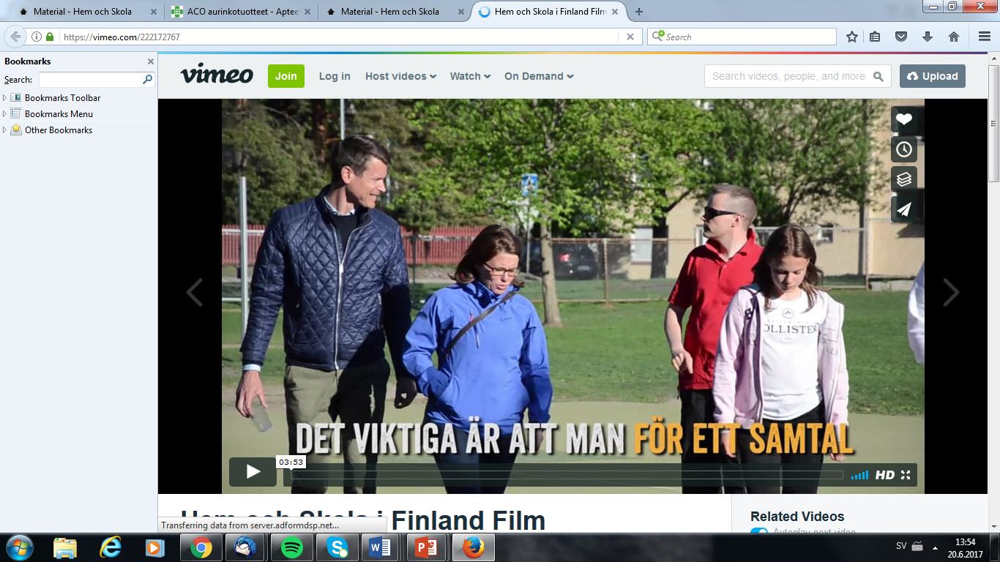 Material - Hem och Skola
ACO aurinkotuotteet - Aptee
Material - Hem och Skola
Hem och Skola i Finland Film
https://vimeo.com/222172767
Search
Bookmarks
Search:
Bookmarks Toolbar
Bookmarks Menu
Other Bookmarks
vimeo
Join
Log in
Host videos
Watch
On Demand
Search videos, people, and more
Upload
OLLISTER
DET VIKTIGA ÄR ATT MAN FÖR ETT SAMTAL
03:53
HD
Hem och Skola i Finland Film
Related Videos
Autoplay next video
Transferring data from server.adformdsp.net...
SV
13:54
20.6.2017